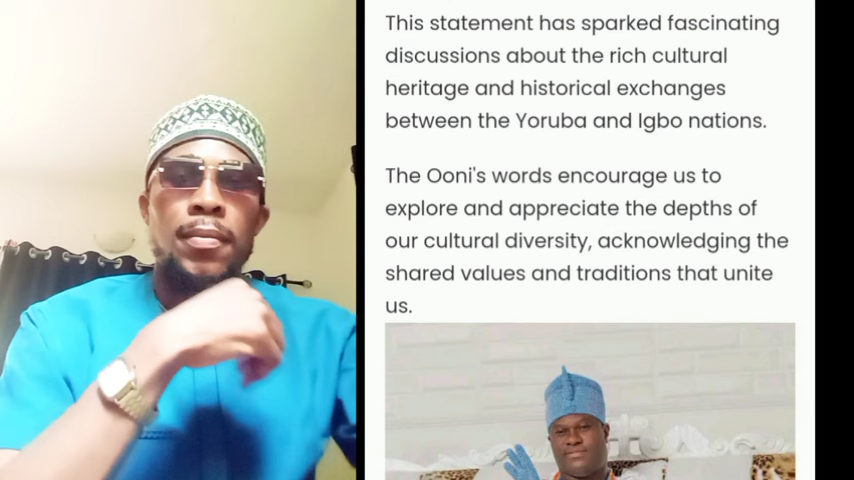 This statement has sparked fascinating
discussions about the rich cultural
heritage and historical exchanges
between the Yoruba and Igbo nations.
The Ooni's words encourage us to
explore and appreciate the depths of
our cultural diversity, acknowledging the
shared values and traditions that unite
us.